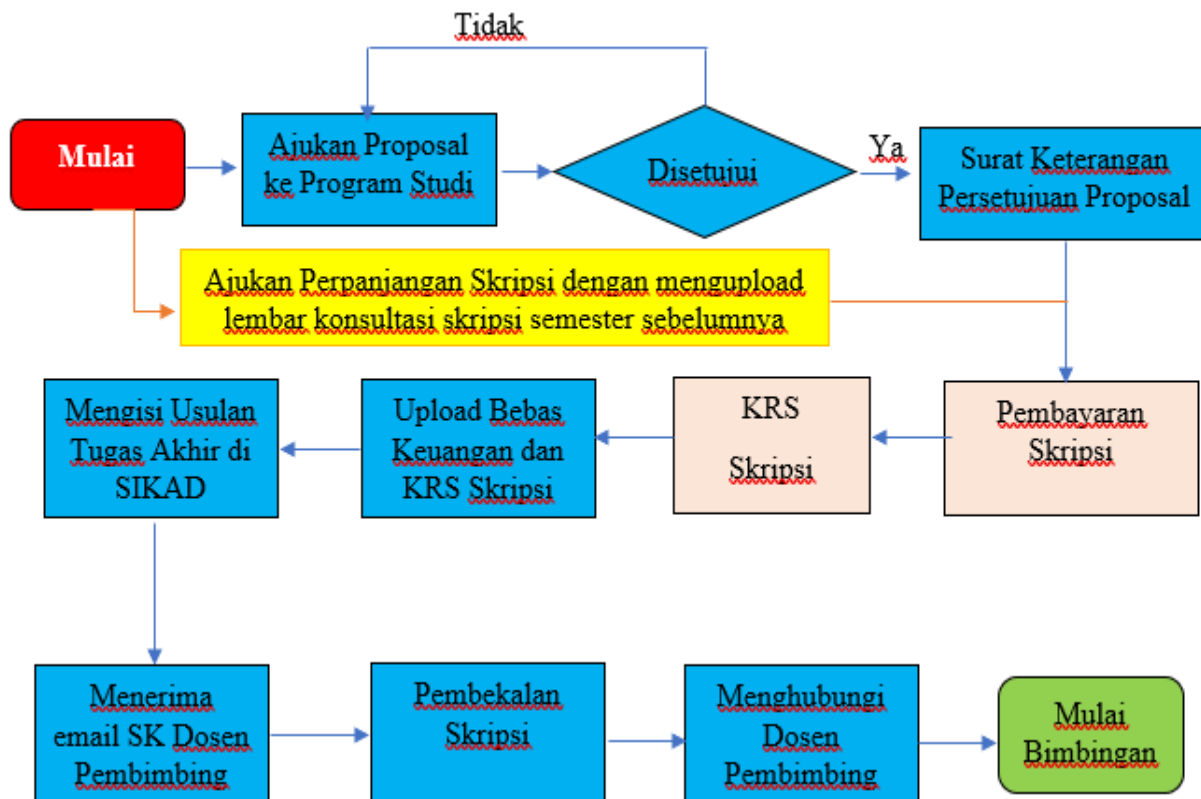 Tidak
Mulai
Ajukan Proposal
ke Program Studi
Disetujui
Ya
Surat Keterangan
Persetujuan Proposal
Ajukan Perpanjangan Skripsi dengan mengupload
lembar konsultasi skripsi semester sebelumnya
Pembayaran
Skripsi
KRS
Skripsi
Upload Bebas
Keuangan dan
KRS Skripsi
Mengisi Usulan
Tugas Akhir di
SIKAD
Menerima
email SK Dosen
Pembimbing
Pembekalan
Skripsi
Menghubungi
Dosen
Pembimbing
Mulai
Bimbingan